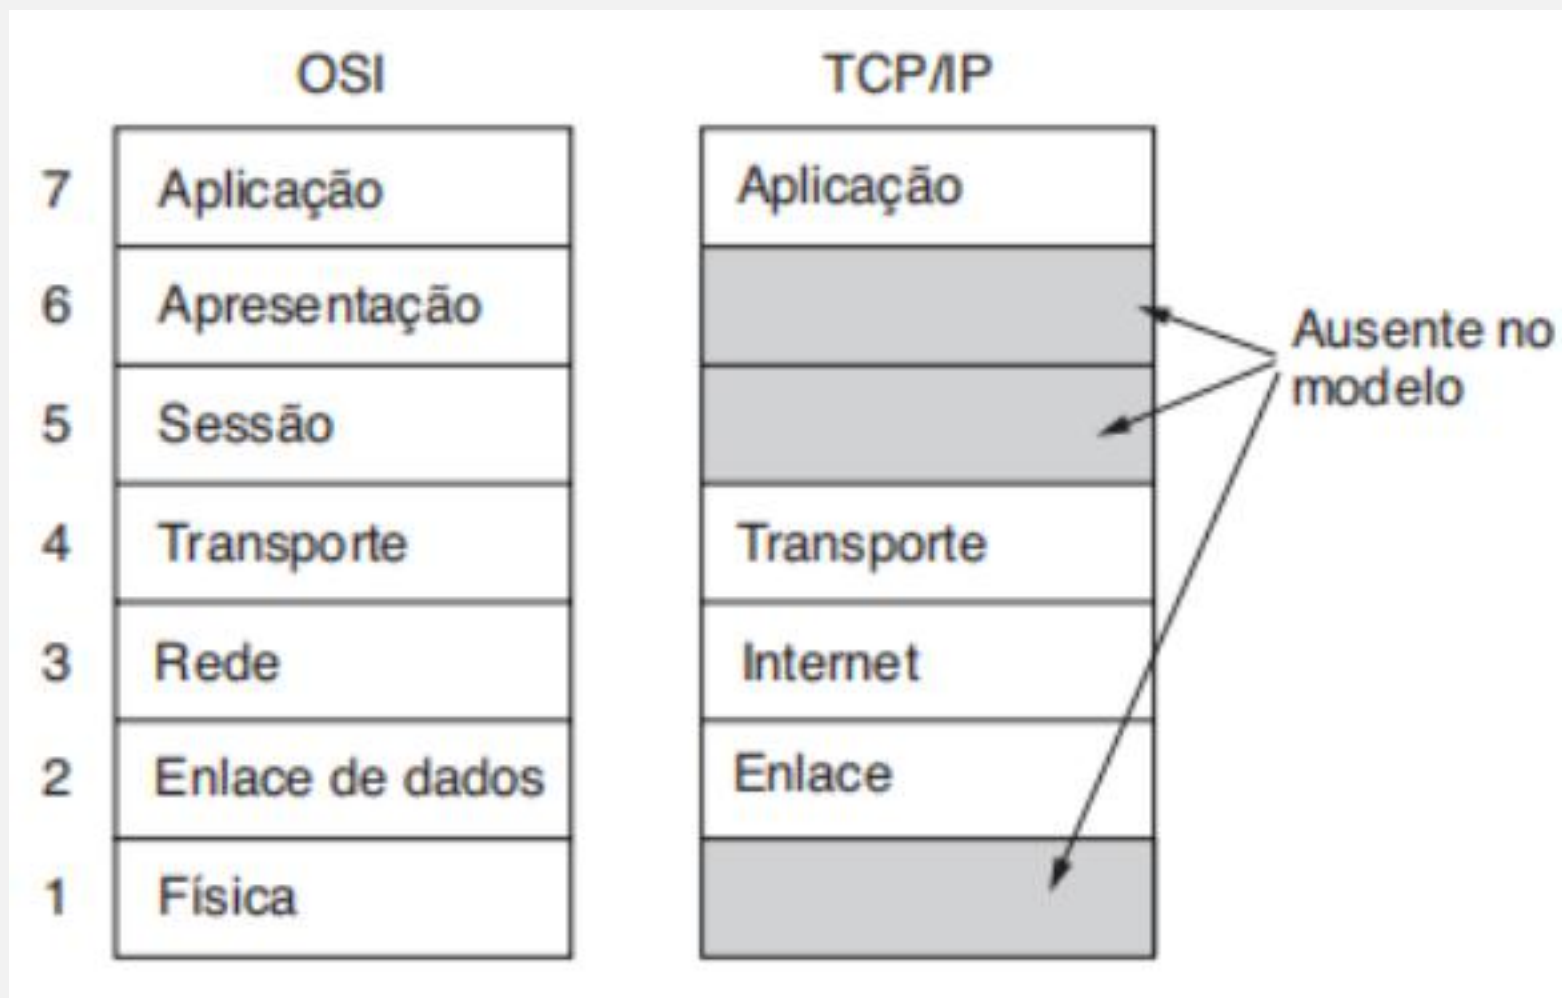 OSI
TCP/IP
7
Aplicação
Aplicação
6
Apresentação
5
Sessão
Ausente no
modelo
4
Transporte
Transporte
3
Rede
Internet
2
Enlace de dados
Enlace
1
Física